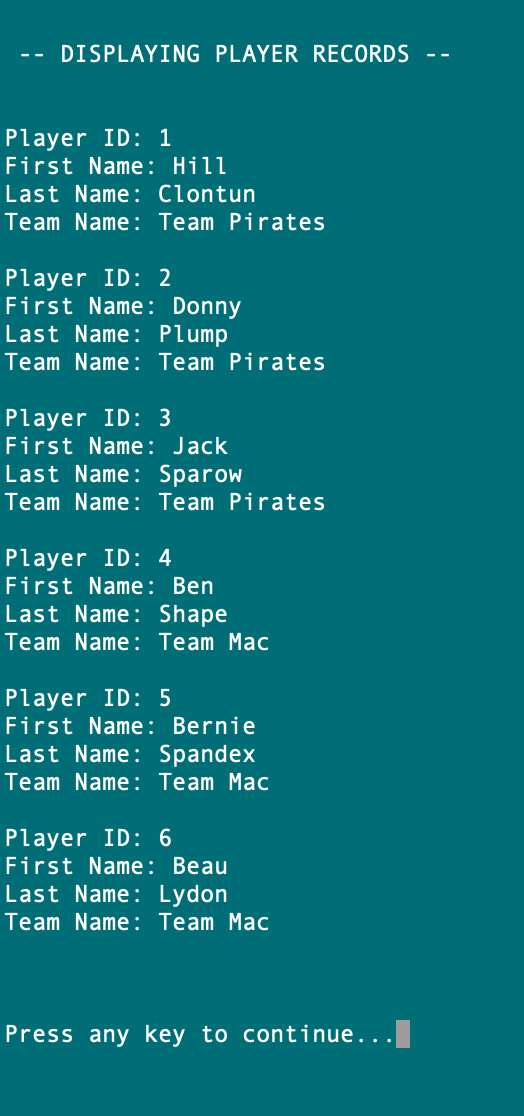 -- DISPLAYING PLAYER RECORDS --
Player ID: 1
First Name: Hill
Last Name: Clontun
Team Name: Team Pirates
Player ID: 2
First Name: Donny
Last Name: Plump
Team Name: Team Pirates
Player ID: 3
First Name: Jack
Last Name: Sparow
Team Name: Team Pirates
Player ID: 4
First Name: Ben
Last Name: Shape
Team Name: Team Mac
Player ID: 5
First Name: Bernie
Last Name: Spandex
Team Name: Team Mac
Player ID: 6
First Name: Beau
Last Name: Lydon
Team Name: Team Mac
Press any key to continue...